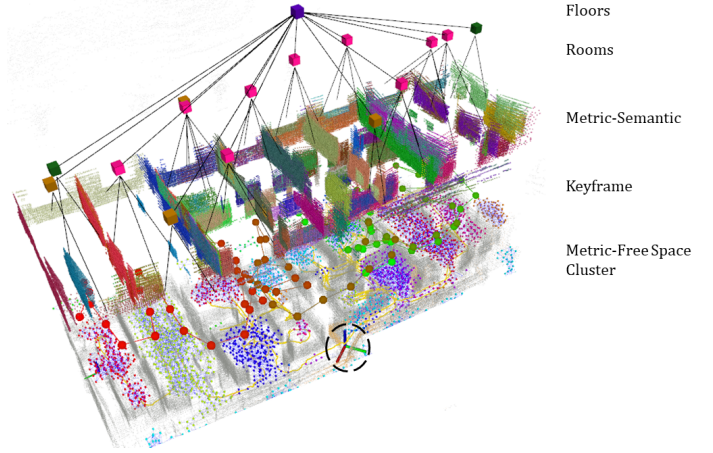 Floors
Rooms
Metric-Semantic
Keyframe
Metric-Free Space
Cluster